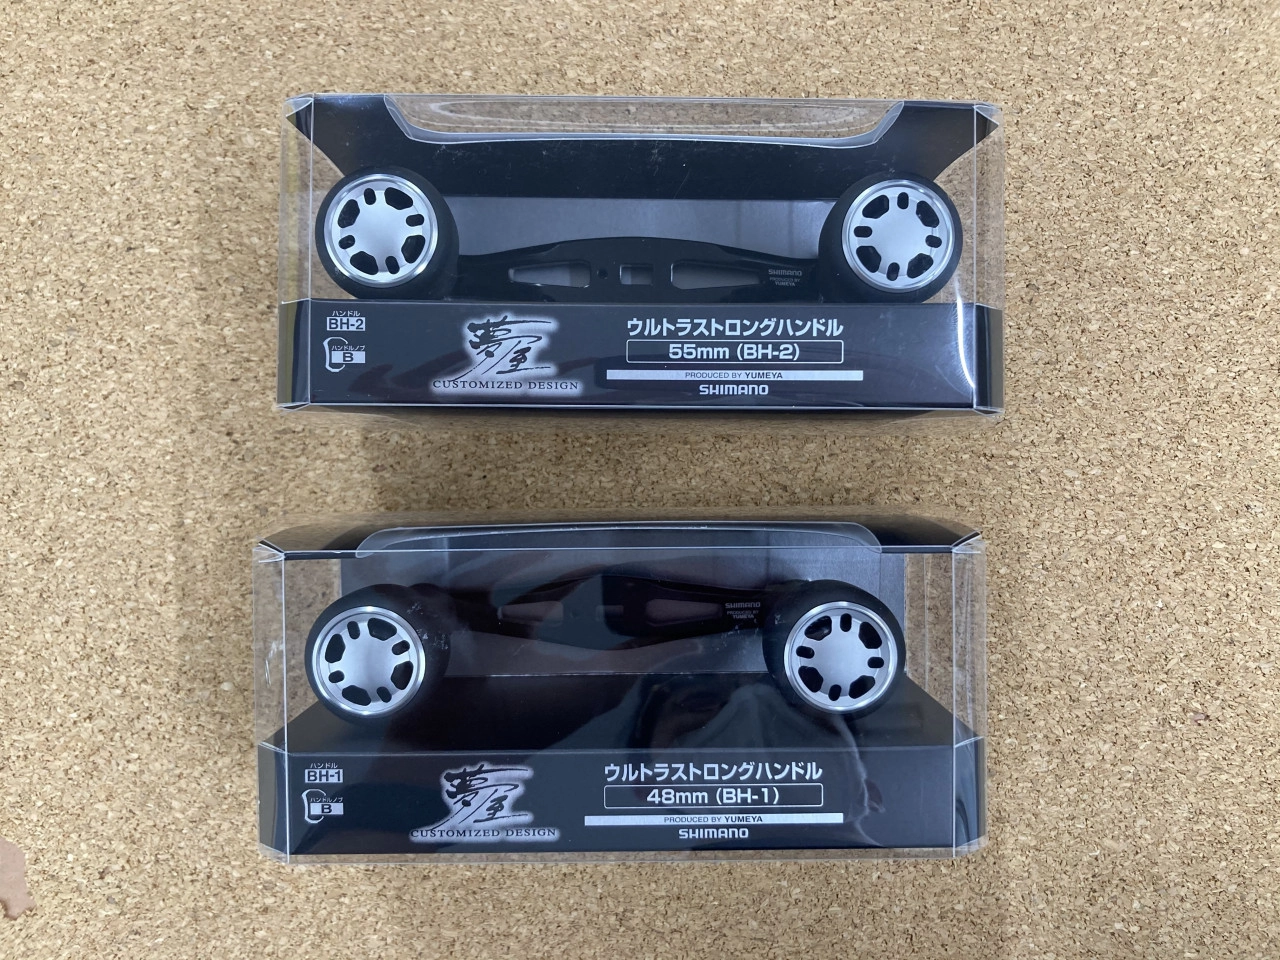 SHIMANO
PRODUCED BY
YUMEYA
ハンドル
BH-2
ハンドルノブ
B
夢屋
CUSTOMIZED DESIGN
ウルトラストロングハンドル
55mm (BH-2)
PRODUCED BY YUMEYA
SHIMANO
SHIMANO
PRODUCED BY
YUMEYA
ハンドル
BH-1
ハンドルノブ
B
夢屋
CUSTOMIZED DESIGN
ウルトラストロングハンドル
48mm (BH-1)
PRODUCED BY YUMEYA
SHIMANO